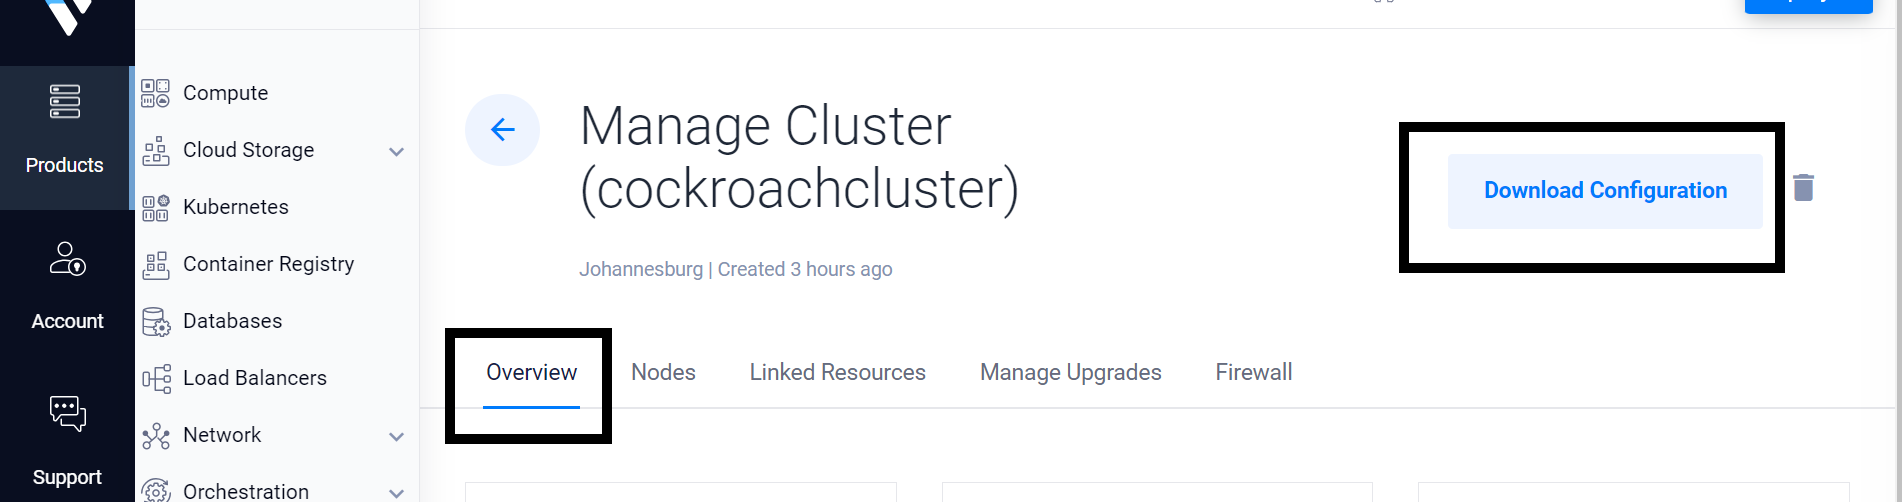 Products
Account
Support
Compute
Cloud Storage
Kubernetes
Container Registry
Databases
Load Balancers
Network
Orchestration
Manage Cluster
(cockroachcluster)
Johannesburg | Created 3 hours ago
Download Configuration
Overview Nodes Linked Resources Manage Upgrades Firewall